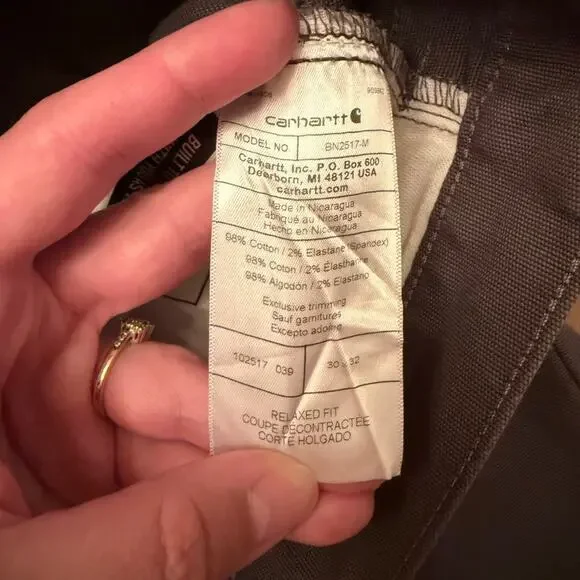 carhartt
MODEL NO. BN2517-M
Carhartt, Inc. P.O. Box 600
Dearborn, MI 48121 USA
carhartt.com
Made in Nicaragua
Fabriqué au Nicaragua
Hecho en Nicaragua
98% Cotton / 2% Elastane (Spandex)
98% Coton / 2% Élasthanne
98% Algodón / 2% Elastano
Exclusive trimming
Sauf garnitures
Excepto adorno
102517 039 30 x 32
RELAXED FIT
COUPE DÉCONTRACTÉE
CORTE HOLGADO
BUILT